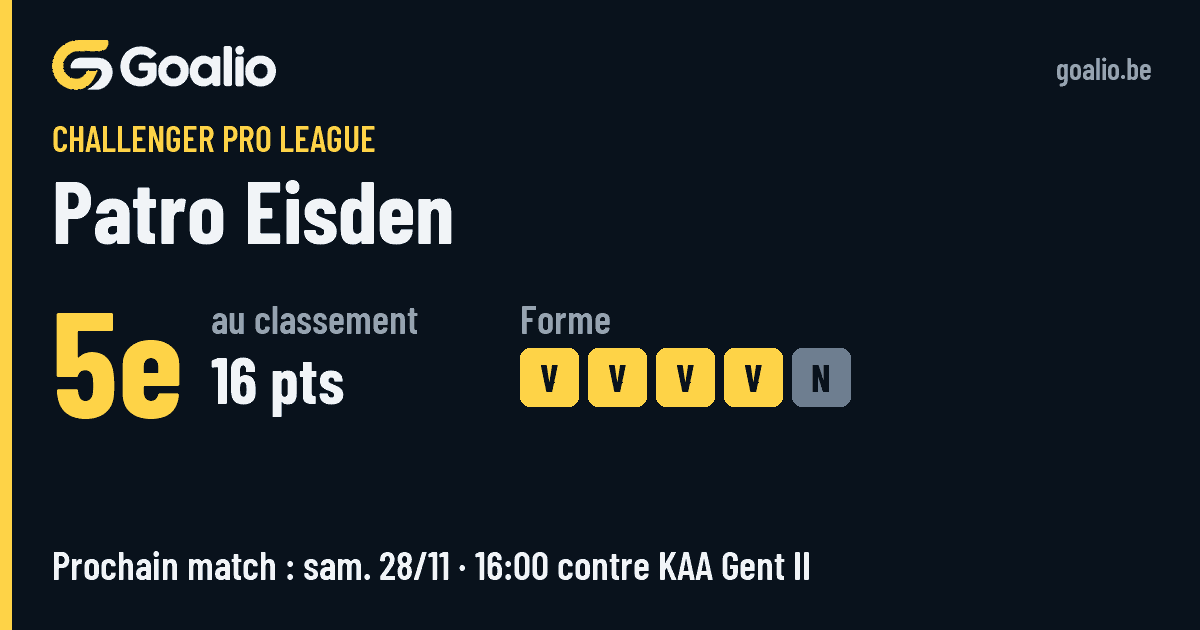 Goalio
goalio.be
CHALLENGER PRO LEAGUE
Patro Eisden
5e
au classement
16 pts
Forme
V V V V N
Prochain match : sam. 28/11 · 16:00 contre KAA Gent II